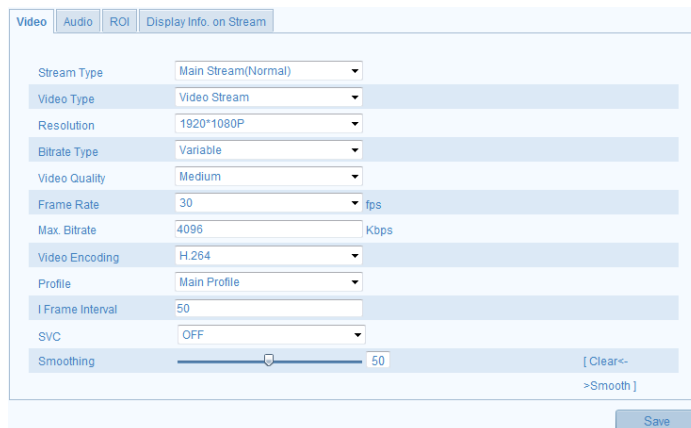 Video Audio ROI Display Info. on Stream
Stream Type Main Stream(Normal)
Video Type Video Stream
Resolution 1920*1080P
Bitrate Type Variable
Video Quality Medium
Frame Rate 30 fps
Max. Bitrate 4096 Kbps
Video Encoding H.264
Profile Main Profile
I Frame Interval 50
SVC OFF
Smoothing 50 [ Clear<-
>Smooth ]
Save